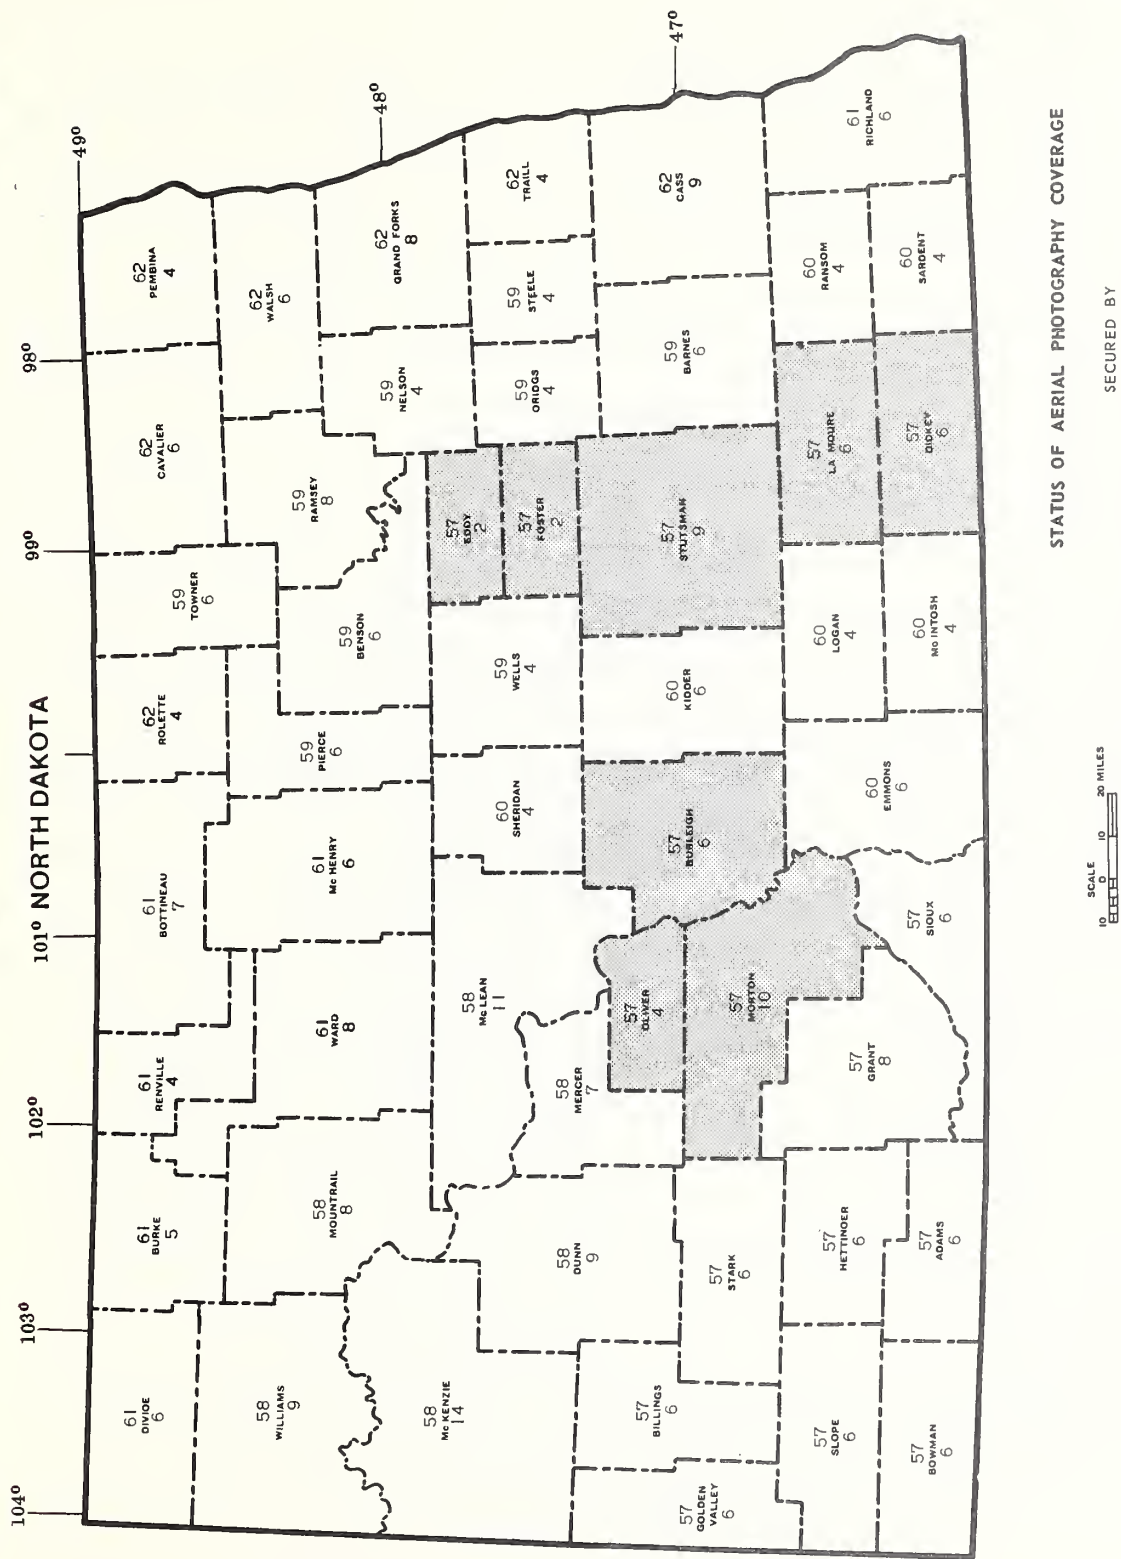 NORTH DAKOTA
104°
103°
102°
101°
99°
98°
49°
48°
47°
61
DIVIDE
6
61
BURKE
5
61
RENVILLE
4
61
BOTTINEAU
7
62
ROLETTE
4
59
TOWNER
6
62
CAVALIER
6
62
PEMBINA
4
58
WILLIAMS
9
58
MOUNTRAIL
8
61
WARD
8
61
Mc HENRY
6
59
PIERCE
6
59
BENSON
6
59
RAMSEY
8
62
WALSH
6
59
NELSON
4
62
GRAND FORKS
8
58
Mc KENZIE
14
58
DUNN
9
58
MERCER
7
58
Mc LEAN
11
60
SHERIDAN
4
59
WELLS
4
57
EDDY
2
57
FOSTER
2
59
GRIGGS
4
59
STEELE
4
62
TRAILL
4
57
GOLDEN
VALLEY
6
57
BILLINGS
6
57
STARK
6
57
OLIVER
4
57
MORTON
10
57
BURLEIGH
6
60
KIDDER
6
57
STUTSMAN
9
59
BARNES
6
62
CASS
9
57
SLOPE
6
57
HETTINGER
6
57
GRANT
8
57
SIOUX
6
60
EMMONS
6
60
LOGAN
4
57
LA MOURE
6
60
RANSOM
4
61
RICHLAND
6
57
BOWMAN
6
57
ADAMS
6
60
Mc INTOSH
4
57
DICKEY
6
60
SARGENT
4
SCALE
10 0 10 20 MILES
STATUS OF AERIAL PHOTOGRAPHY COVERAGE
SECURED BY